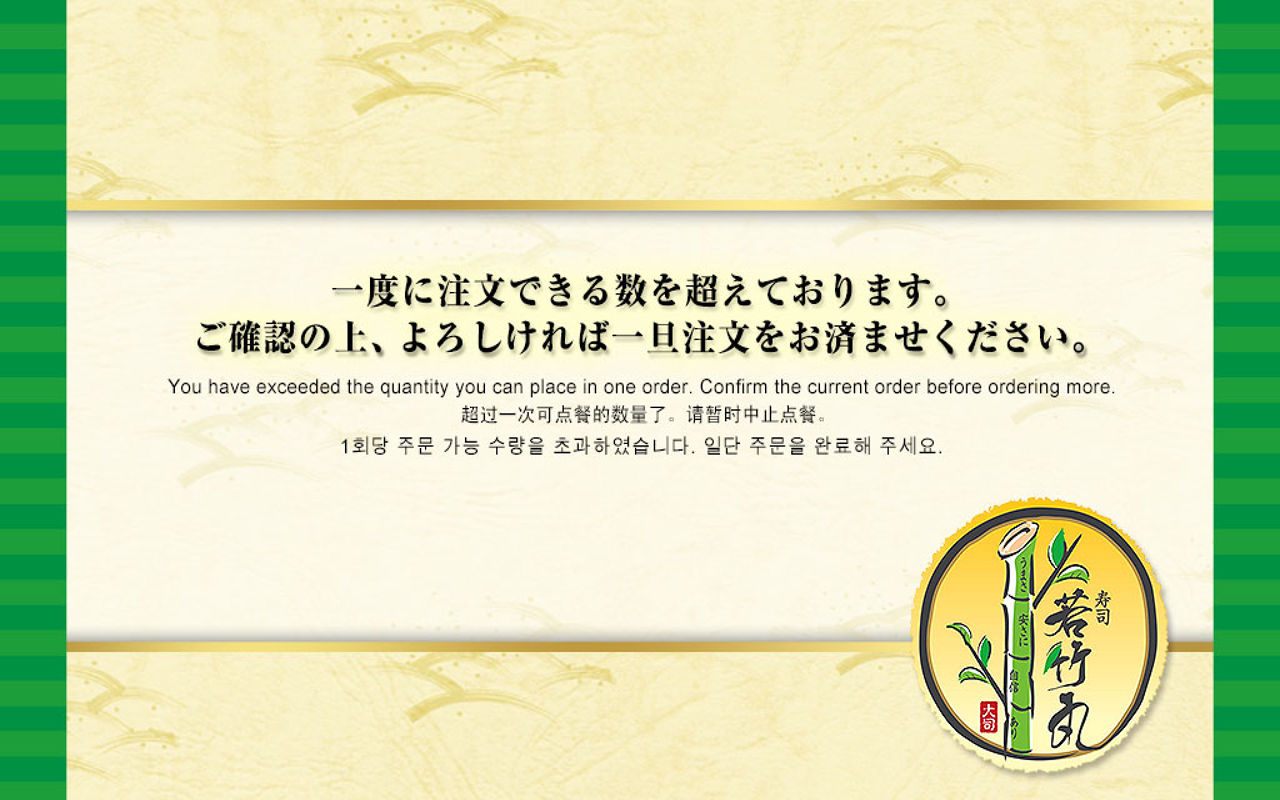 一度に注文できる数を超えております。
ご確認の上、よろしければ一旦注文をお済ませください。
You have exceeded the quantity you can place in one order. Confirm the current order before ordering more.
超过一次可点餐的数量了。请暂时中止点餐。
1회당 주문 가능 수량을 초과하였습니다. 일단 주문을 완료해 주세요.
寿司
若竹丸
うまさ 安さに 自信 あり
大司